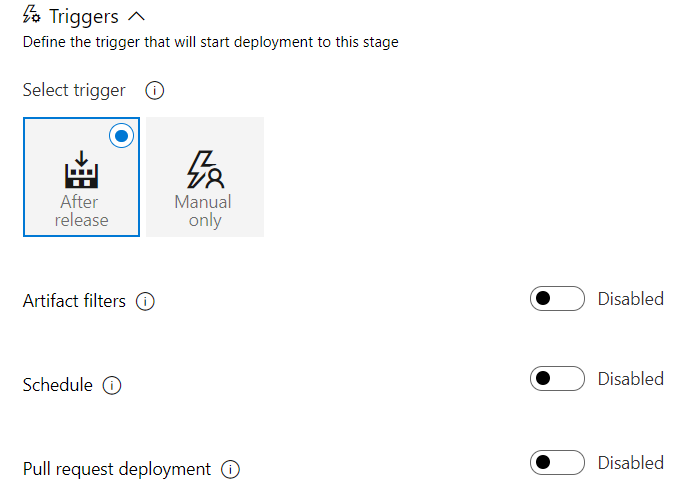 Triggers
Define the trigger that will start deployment to this stage
Select trigger
After
release
Manual
only
Artifact filters
Disabled
Schedule
Disabled
Pull request deployment
Disabled